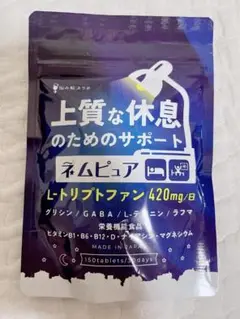 上質な休息
のためのサポート
ネムピュア
L-トリプトファン 420mg/日
グリシン / GABA / L-テアニン / ラフマ
栄養機能食品
ビタミンB1・B6・B12・D・ナイアシン・マグネシウム
MADE IN JAPAN
150tablets/30days